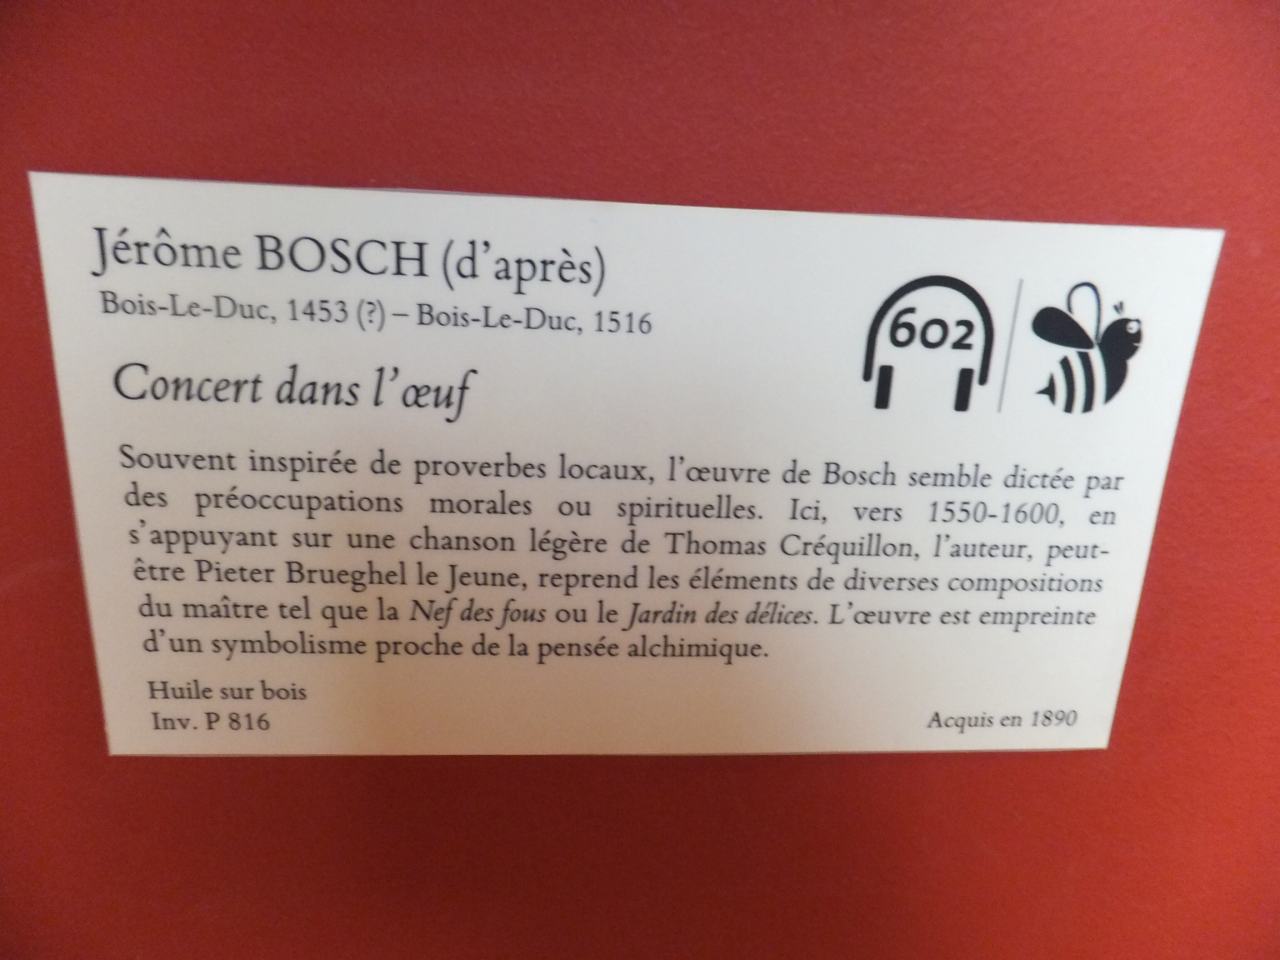 Jérôme BOSCH (d'après)
Bois-Le-Duc, 1453 (?) – Bois-Le-Duc, 1516
602
Concert dans l'œuf
Souvent inspirée de proverbes locaux, l'œuvre de Bosch semble dictée par
des préoccupations morales ou spirituelles. Ici, vers 1550-1600, en
s'appuyant sur une chanson légère de Thomas Créquillon, l'auteur, peut-
être Pieter Brueghel le Jeune, reprend les éléments de diverses compositions
du maître tel que la Nef des fous ou le Jardin des délices. L'œuvre est empreinte
d'un symbolisme proche de la pensée alchimique.
Huile sur bois
Inv. P 816
Acquis en 1890